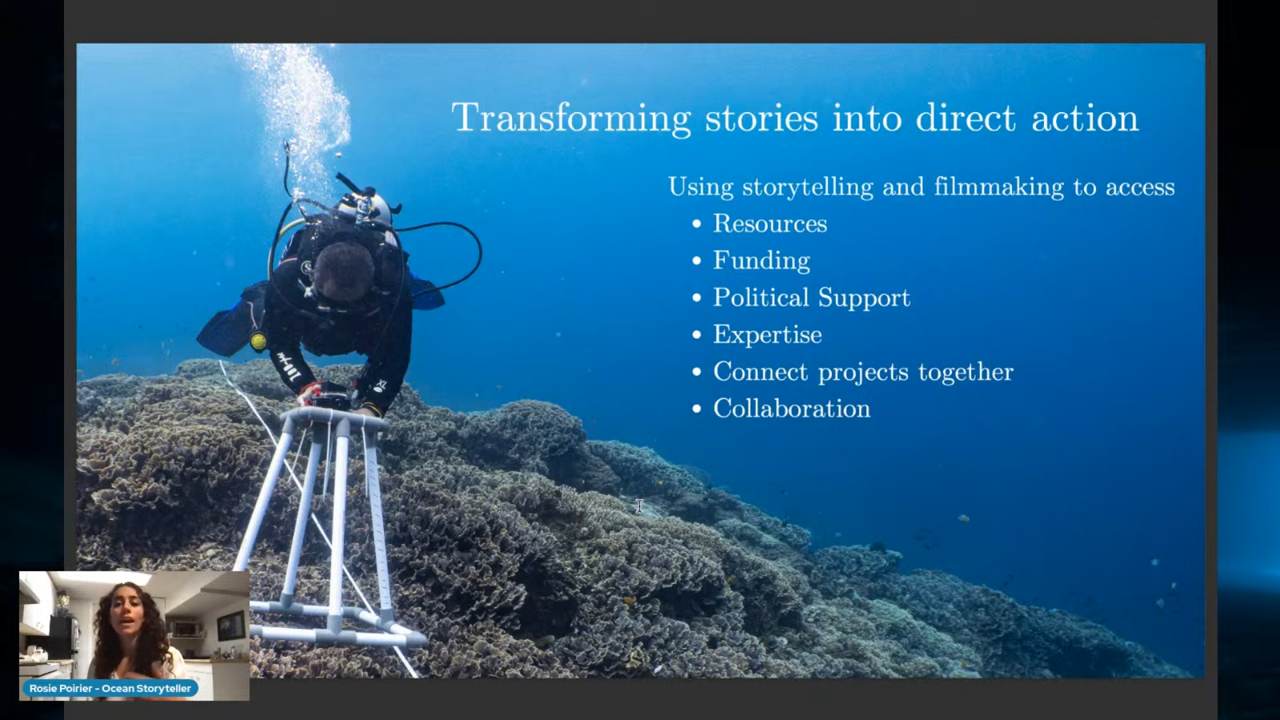 Transforming stories into direct action
Using storytelling and filmmaking to access
• Resources
• Funding
• Political Support
• Expertise
• Connect projects together
• Collaboration
XL
Rosie Poirier - Ocean Storyteller